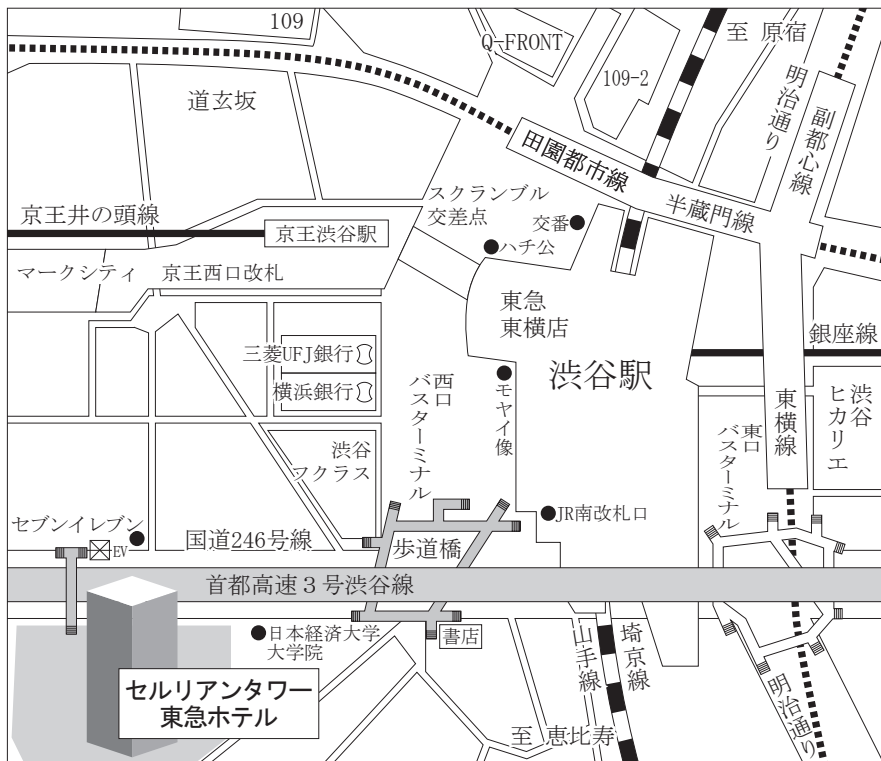 109
Q-FRONT
至 原宿
109-2
明治通り
副都心線
道玄坂
田園都市線
半蔵門線
スクランブル
交差点
交番
ハチ公
京王井の頭線
京王渋谷駅
マークシティ
京王西口改札
東急
東横店
銀座線
三菱UFJ銀行
横浜銀行
渋谷駅
西口
バスターミナル
モヤイ像
東横線
渋谷
ヒカリエ
東口
バスターミナル
渋谷
フクラス
セブンイレブン
EV
国道246号線
歩道橋
JR南改札口
首都高速3号渋谷線
日本経済大学
大学院
書店
山手線
埼京線
セルリアンタワー
東急ホテル
至 恵比寿
明治通り